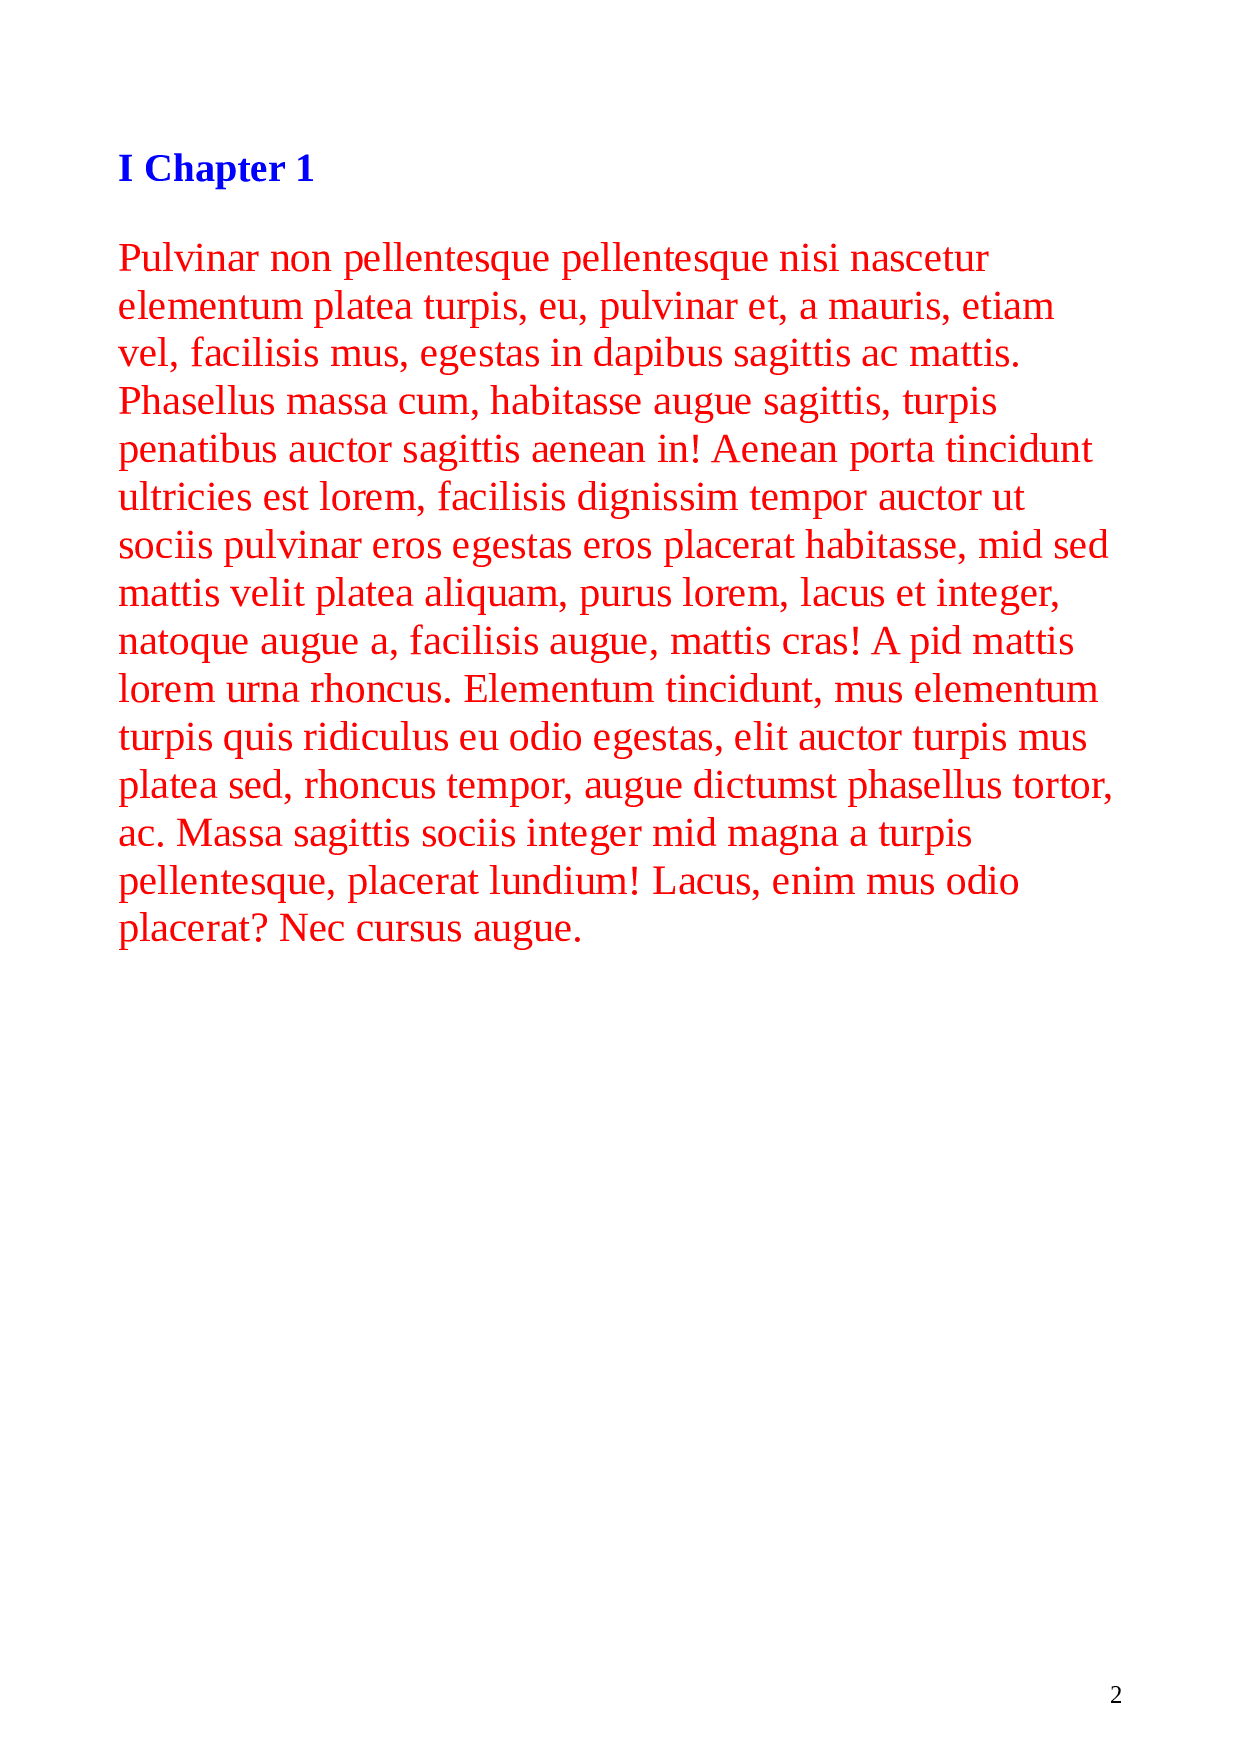 I Chapter 1
Pulvinar non pellentesque pellentesque nisi nascetur
elementum platea turpis, eu, pulvinar et, a mauris, etiam
vel, facilisis mus, egestas in dapibus sagittis ac mattis.
Phasellus massa cum, habitasse augue sagittis, turpis
penatibus auctor sagittis aenean in! Aenean porta tincidunt
ultricies est lorem, facilisis dignissim tempor auctor ut
sociis pulvinar eros egestas eros placerat habitasse, mid sed
mattis velit platea aliquam, purus lorem, lacus et integer,
natoque augue a, facilisis augue, mattis cras! A pid mattis
lorem urna rhoncus. Elementum tincidunt, mus elementum
turpis quis ridiculus eu odio egestas, elit auctor turpis mus
platea sed, rhoncus tempor, augue dictumst phasellus tortor,
ac. Massa sagittis sociis integer mid magna a turpis
pellentesque, placerat lundium! Lacus, enim mus odio
placerat? Nec cursus augue.
2